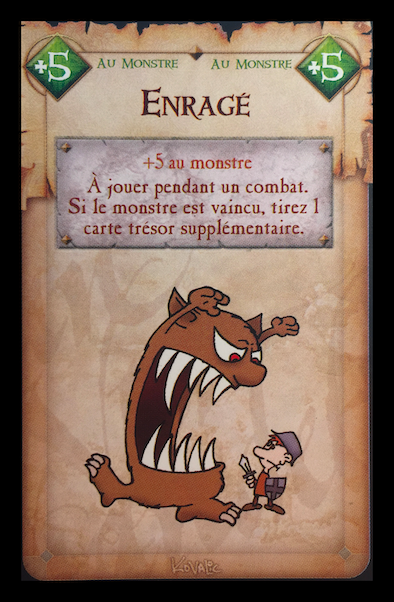 +5 Au Monstre Au Monstre +5
Enragé
+5 au monstre
À jouer pendant un combat.
Si le monstre est vaincu, tirez 1
carte trésor supplémentaire.
Kovalic